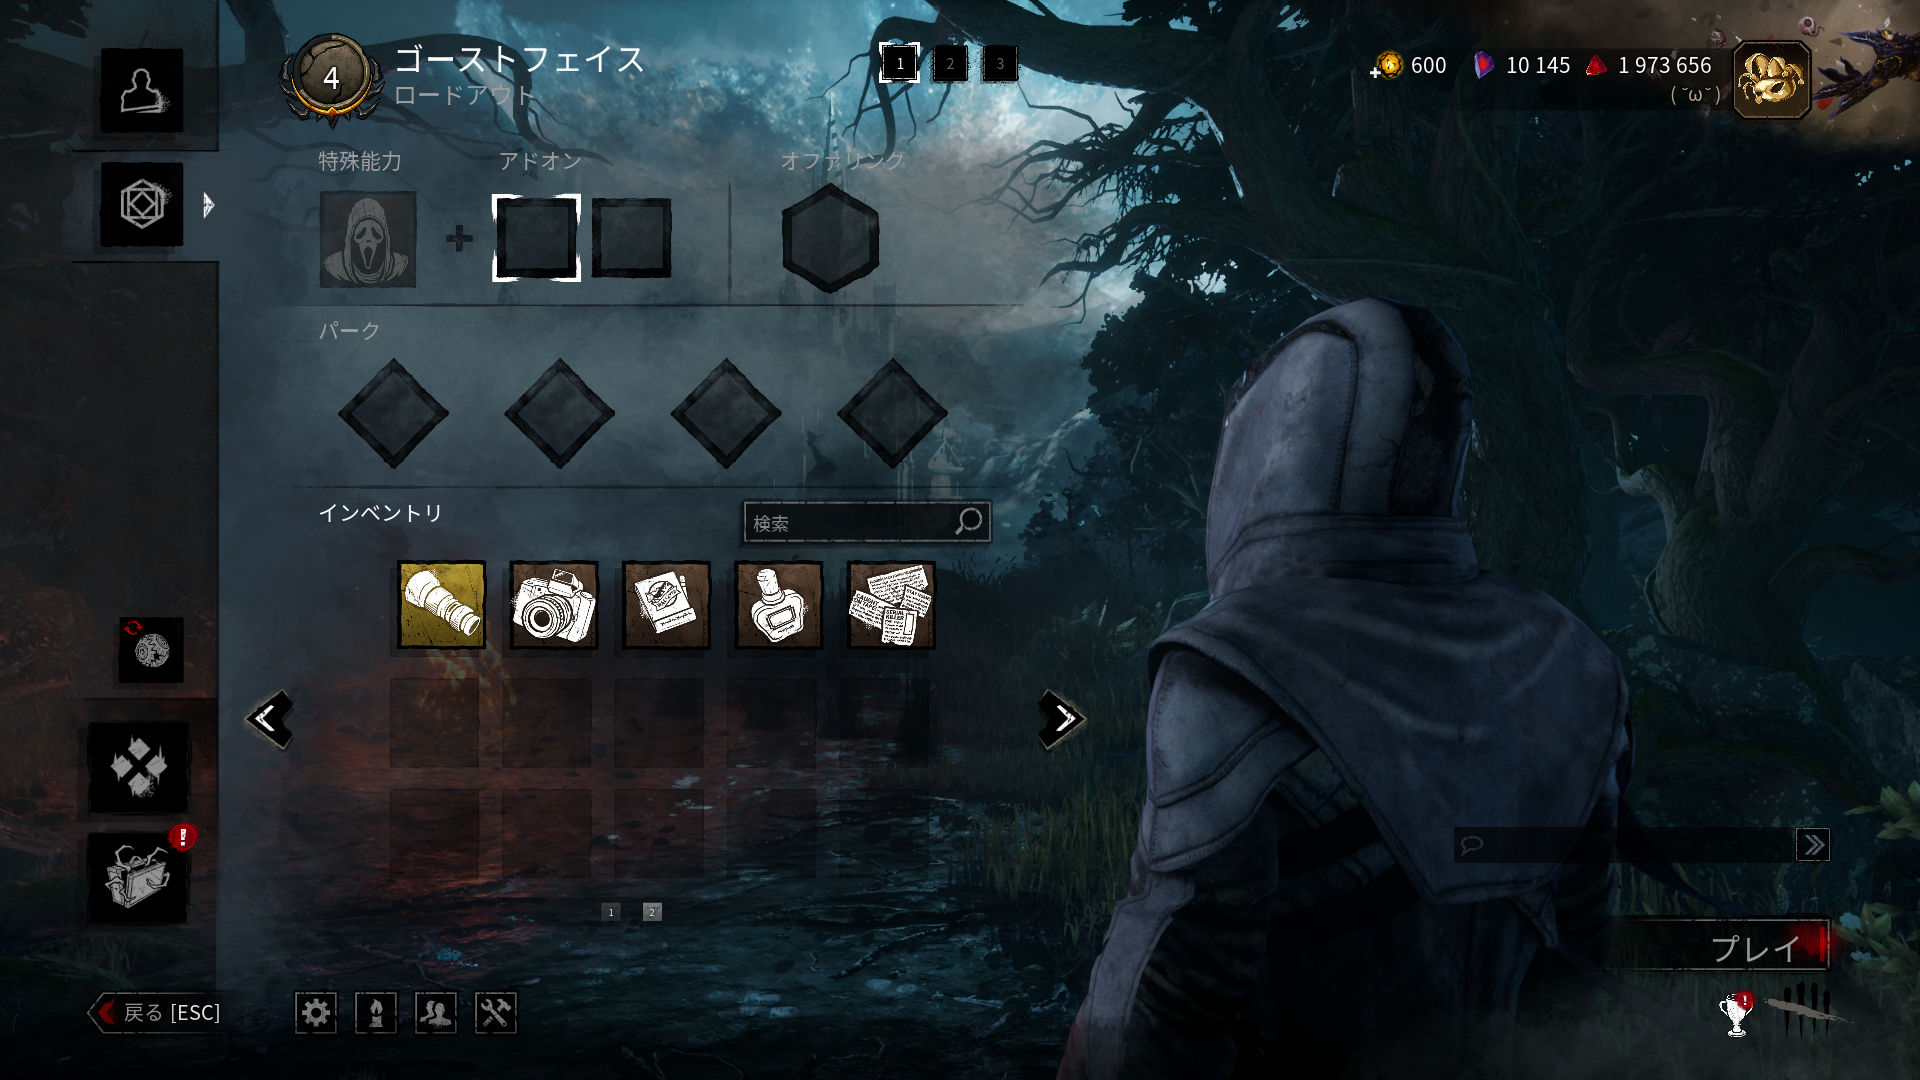 4
ゴーストフェイス
ロードアウト
1
2
3
600
10 145
1 973 656
(˘ω˘)
特殊能力
アドオン
オファリング
パーク
インベントリ
検索
SERIAL KILLER
1
2
プレイ
戻る [ESC]